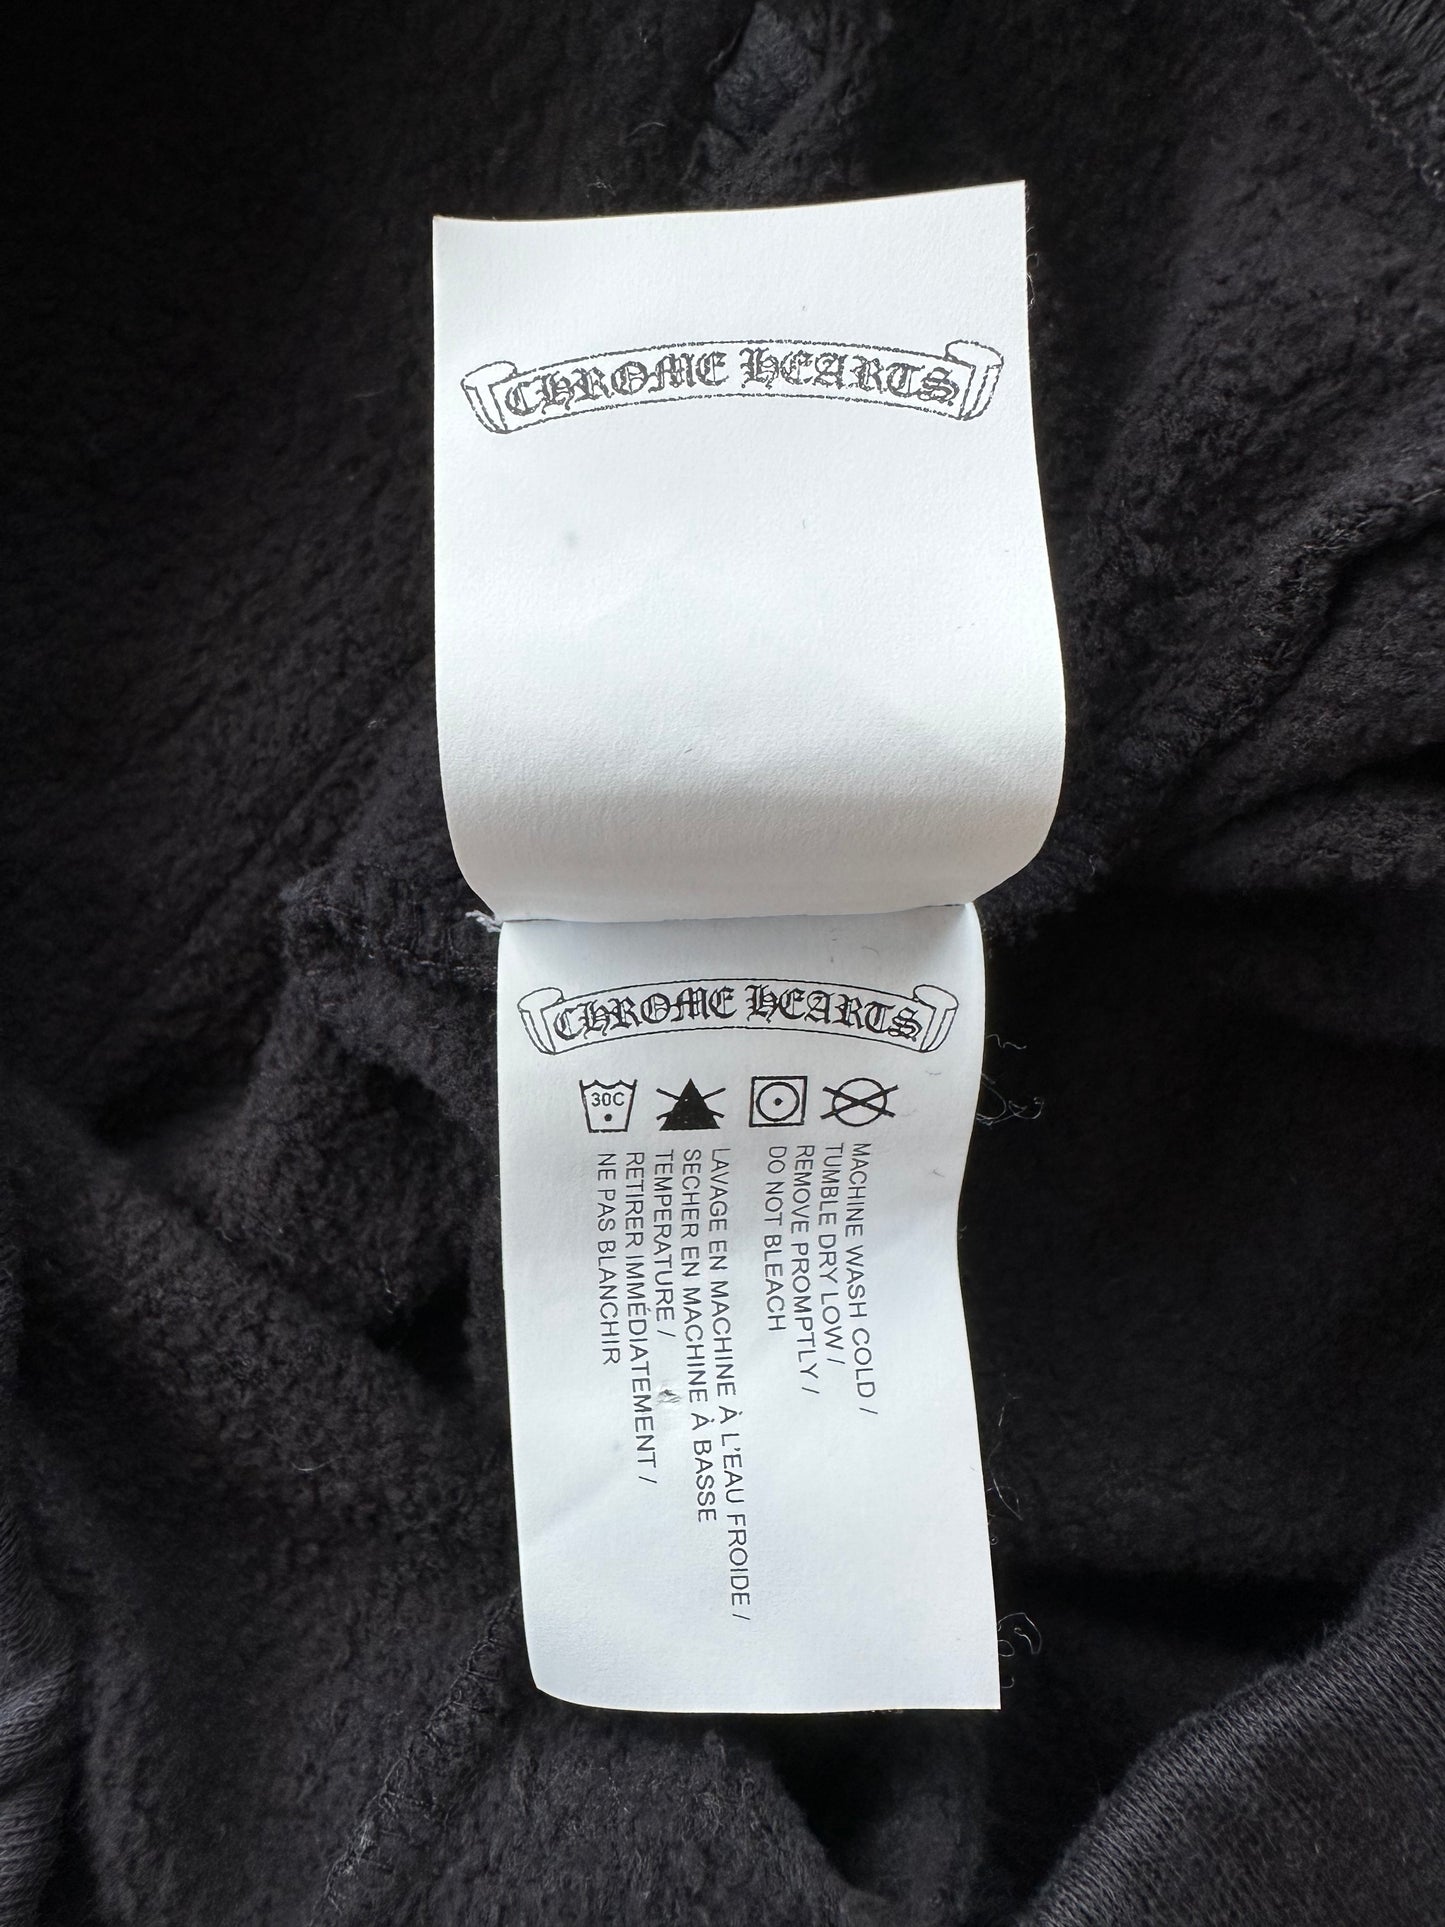 CHROME HEARTS
CHROME HEARTS
30C
MACHINE WASH COLD /
TUMBLE DRY LOW /
REMOVE PROMPTLY /
DO NOT BLEACH
LAVAGE EN MACHINE À L'EAU FROIDE /
SECHER EN MACHINE À BASSE
TEMPERATURE /
RETIRER IMMÉDIATEMENT /
NE PAS BLANCHIR